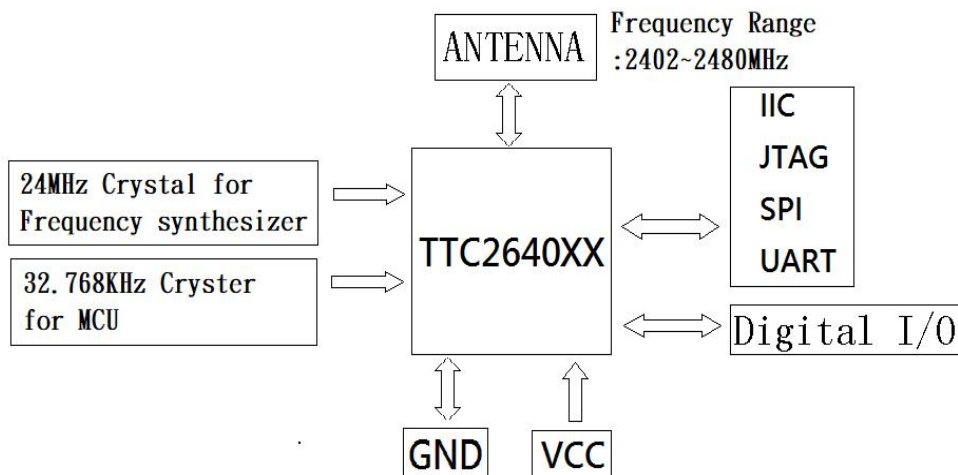 ANTENNA
Frequency Range
:2402~2480MHz
24MHz Crystal for
Frequency synthesizer
32.768KHz Cryster
for MCU
TTC2640XX
IIC
JTAG
SPI
UART
Digital I/O
GND
VCC